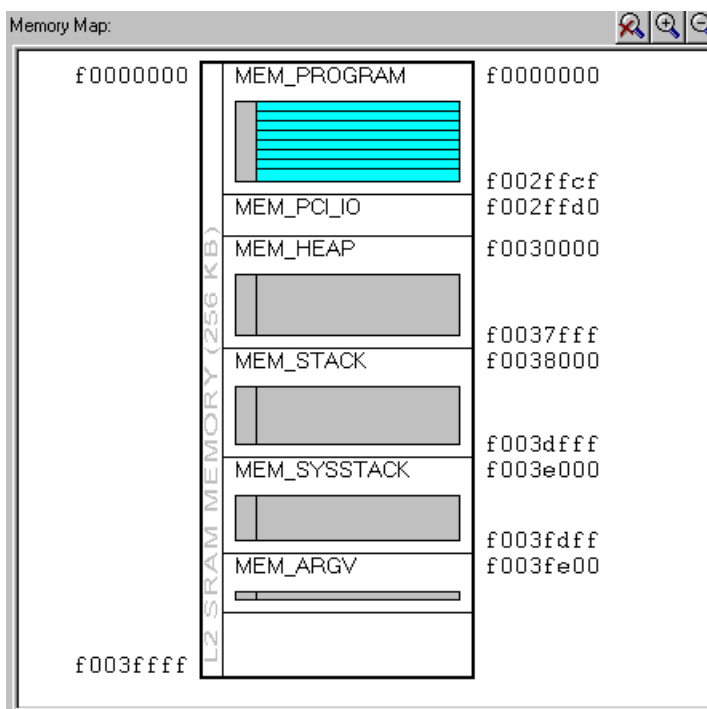 Memory Map:
f0000000 MEM_PROGRAM f0000000
f002ffcf
MEM_PCI_IO f002ffd0
MEM_HEAP f0030000
f0037fff
MEM_STACK f0038000
f003dfff
MEM_SYSSTACK f003e000
f003fdff
MEM_ARGV f003fe00
f003ffff
L2 SRAM MEMORY (256 KB)